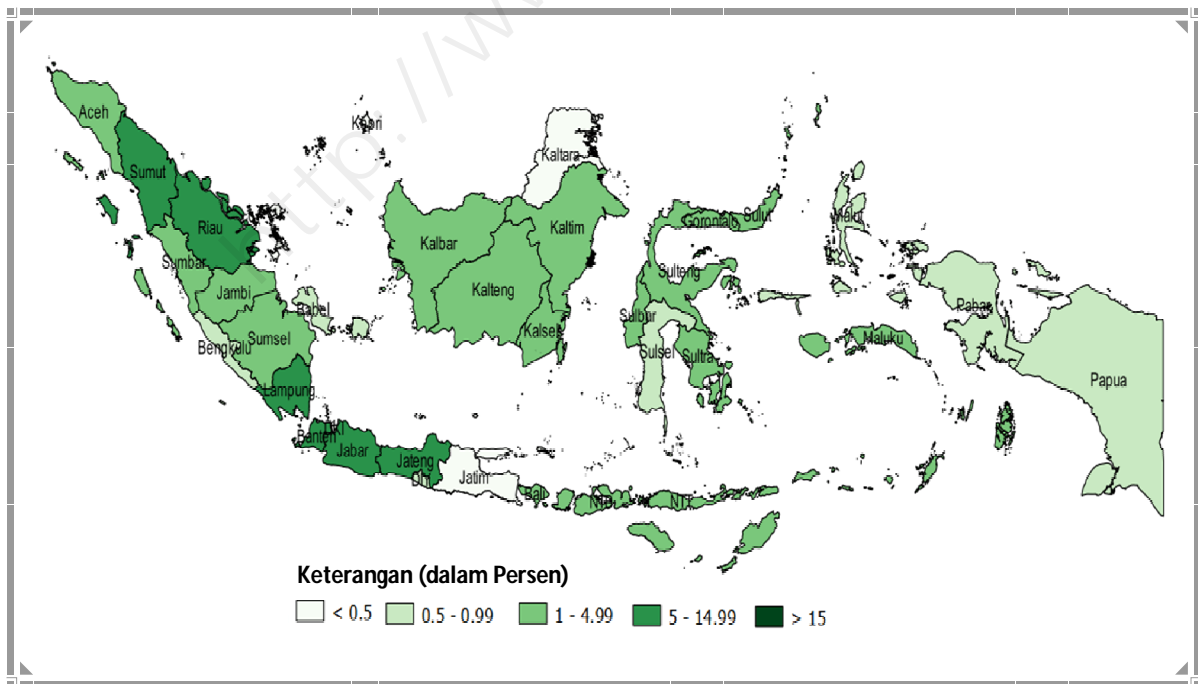 http://w
Aceh
Sumut
Riau
Kepri
Sumbar
Jambi
Babel
Bengkulu
Sumsel
Lampung
Banten
DKI
Jabar
Jateng
DIY
Jatim
Bali
NTB
NTT
Kalbar
Kalteng
Kalsel
Kaltim
Kaltara
Gorontalo
Sulut
Sulteng
Sulbar
Sulsel
Sultra
Malut
Maluku
Pabar
Papua
Keterangan (dalam Persen)
< 0.5 0.5 - 0.99 1 - 4.99 5 - 14.99 > 15